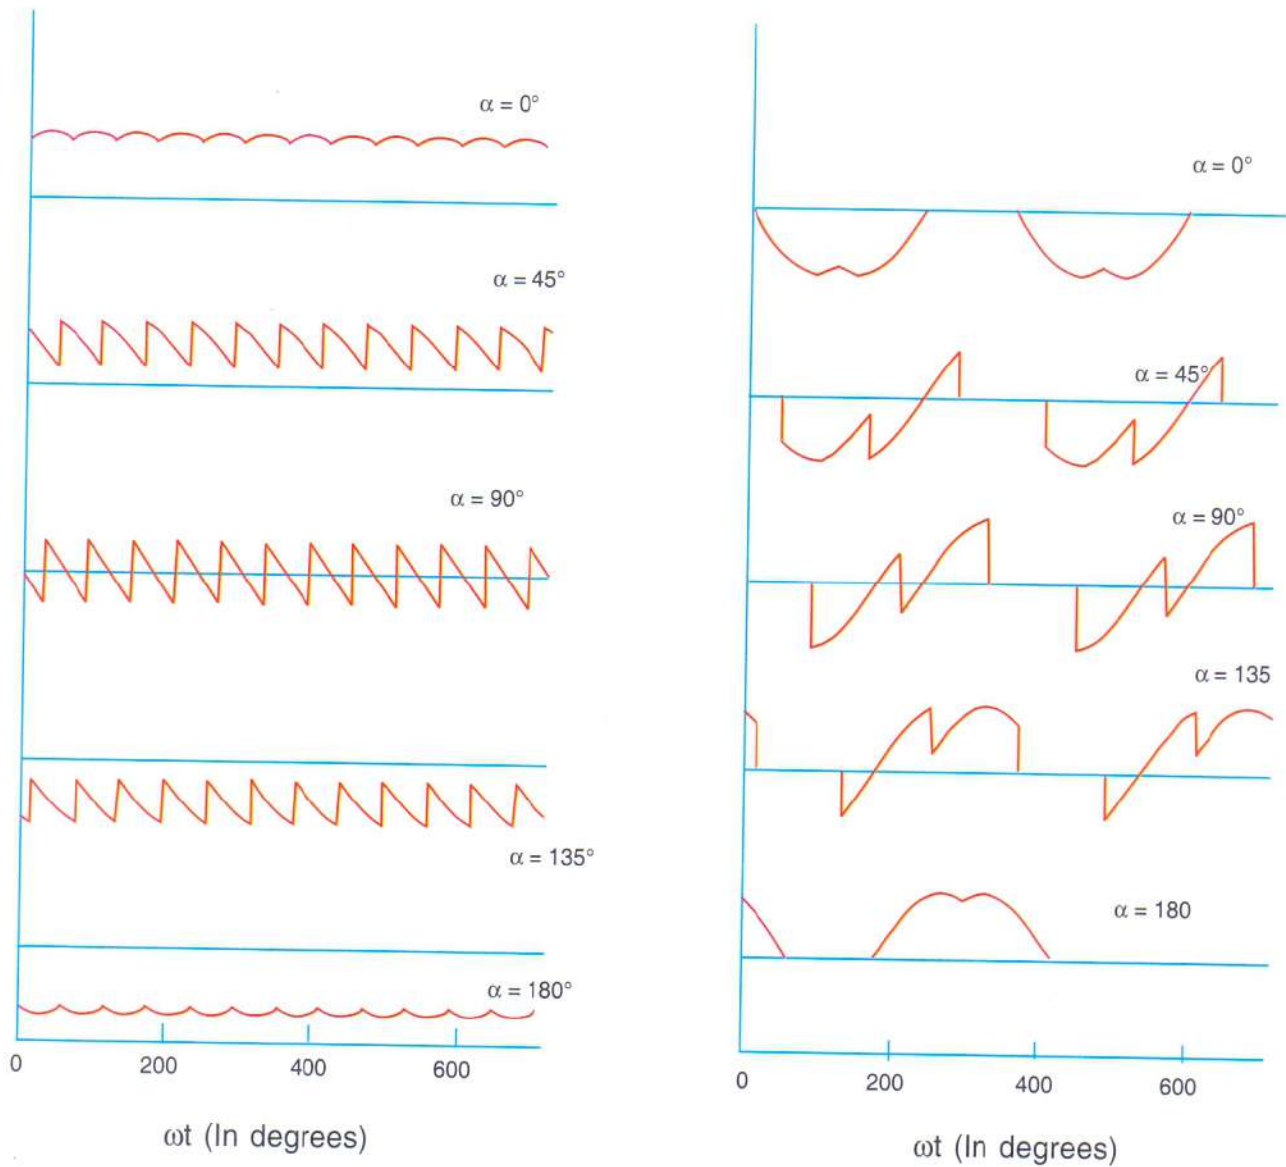 α = 0°
α = 45°
α = 90°
α = 135°
α = 180°
0
200
400
600
ωt (In degrees)
α = 0°
α = 45°
α = 90°
α = 135
α = 180
0
200
400
600
ωt (In degrees)